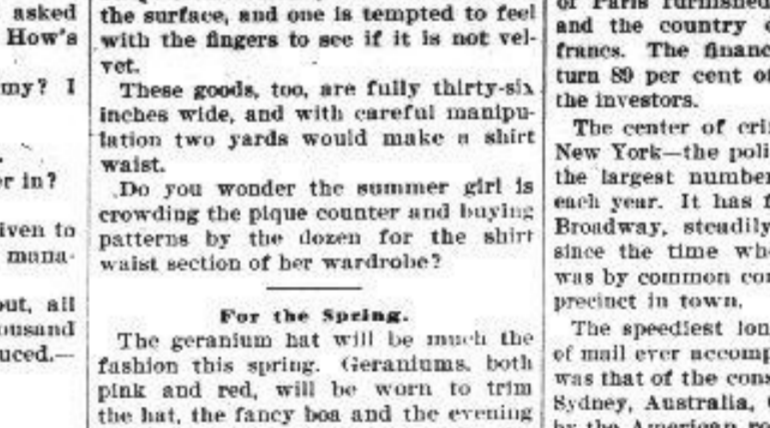 asked
How's
my? I
r in?
iven to
muna-
out, all
ousand
uced.—
the surface, and one is tempted to feel
with the fingers to see if it is not vel-
vet.
These goods, too, are fully thirty-six
inches wide, and with careful manipu-
lation two yards would make a shirt
waist.
Do you wonder the summer girl is
crowding the pique counter and buying
patterns by the dozen for the shirt
waist section of her wardrobe?
For the Spring.
The geranium hat will be much the
fashion this spring. Geraniums, both
pink and red, will be worn to trim
the hat, the fancy boa and the evening
of Paris furnished
and the country
francs. The financ
turn 89 per cent of
the investors.
The center of cri
New York—the poli
the largest number
each year. It has f
Broadway, steadily
since the time wh
was by common con
precinct in town.
The speediest lon
of mail ever accomp
was that of the cons
Sydney, Australia,
by the American ro